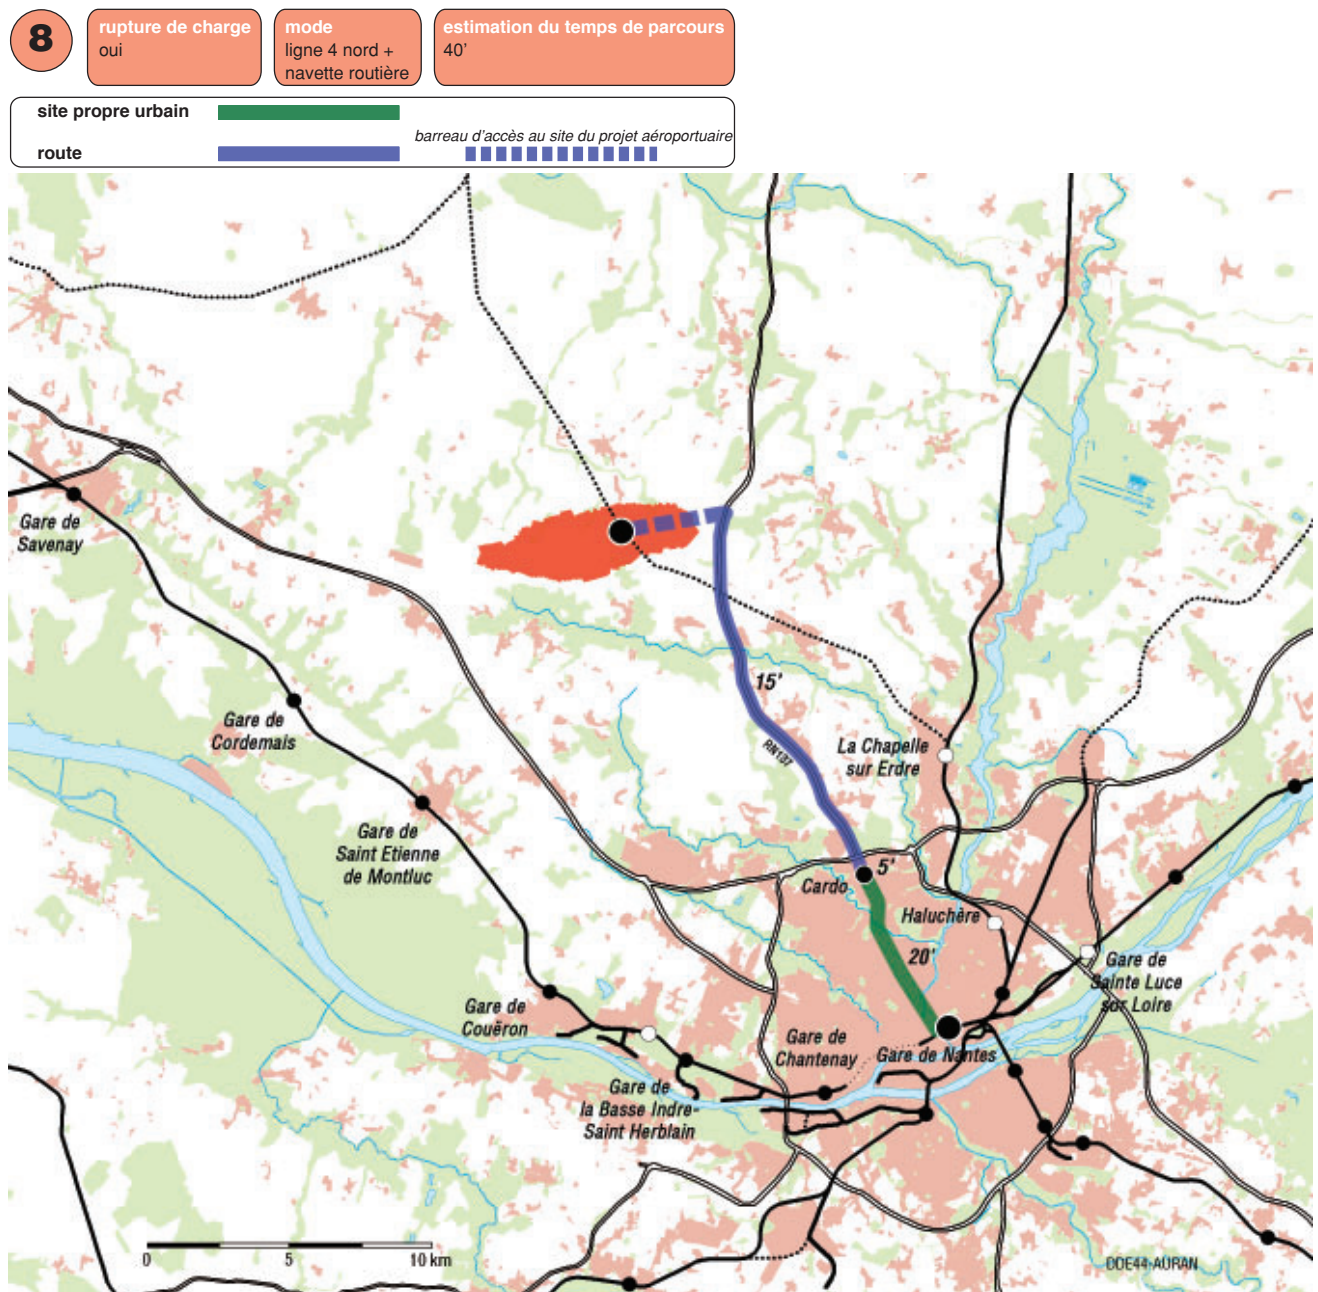 8
rupture de charge
oui
mode
ligne 4 nord +
navette routière
estimation du temps de parcours
40’
site propre urbain
barreau d’accès au site du projet aéroportuaire
route
Gare de
Savenay
15’
Gare de
Cordemais
RN137
La Chapelle
sur Erdre
Gare de
Saint Etienne
de Montluc
5’
Cardo
Haluchère
20’
Gare de
Sainte Luce
sur Loire
Gare de
Couëron
Gare de
Chantenay
Gare de Nantes
Gare de
la Basse Indre-
Saint Herblain
0 5 10 km
DDE44-AURAN